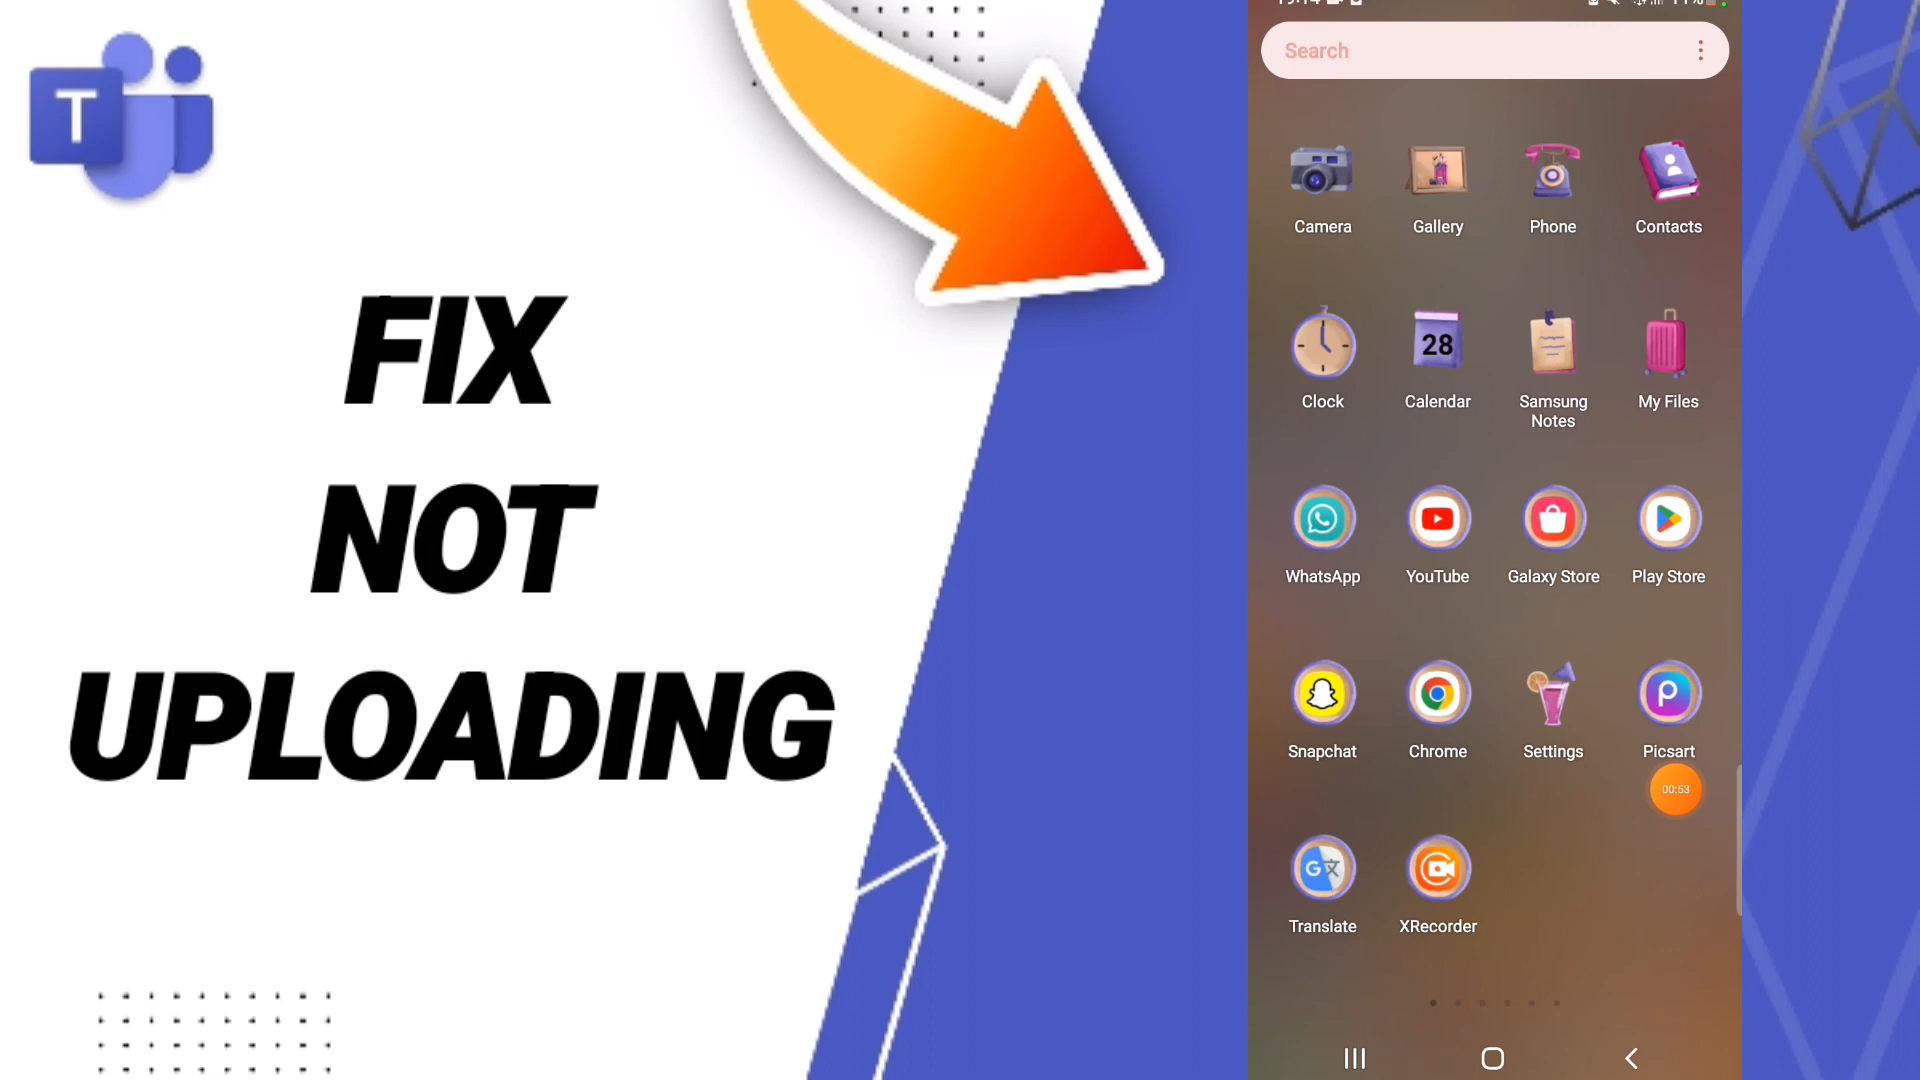 T
FIX
NOT
UPLOADING
Search
Camera Gallery Phone Contacts
28
Clock Calendar Samsung Notes My Files
WhatsApp YouTube Galaxy Store Play Store
Snapchat Chrome Settings Picsart
00:53
Translate XRecorder